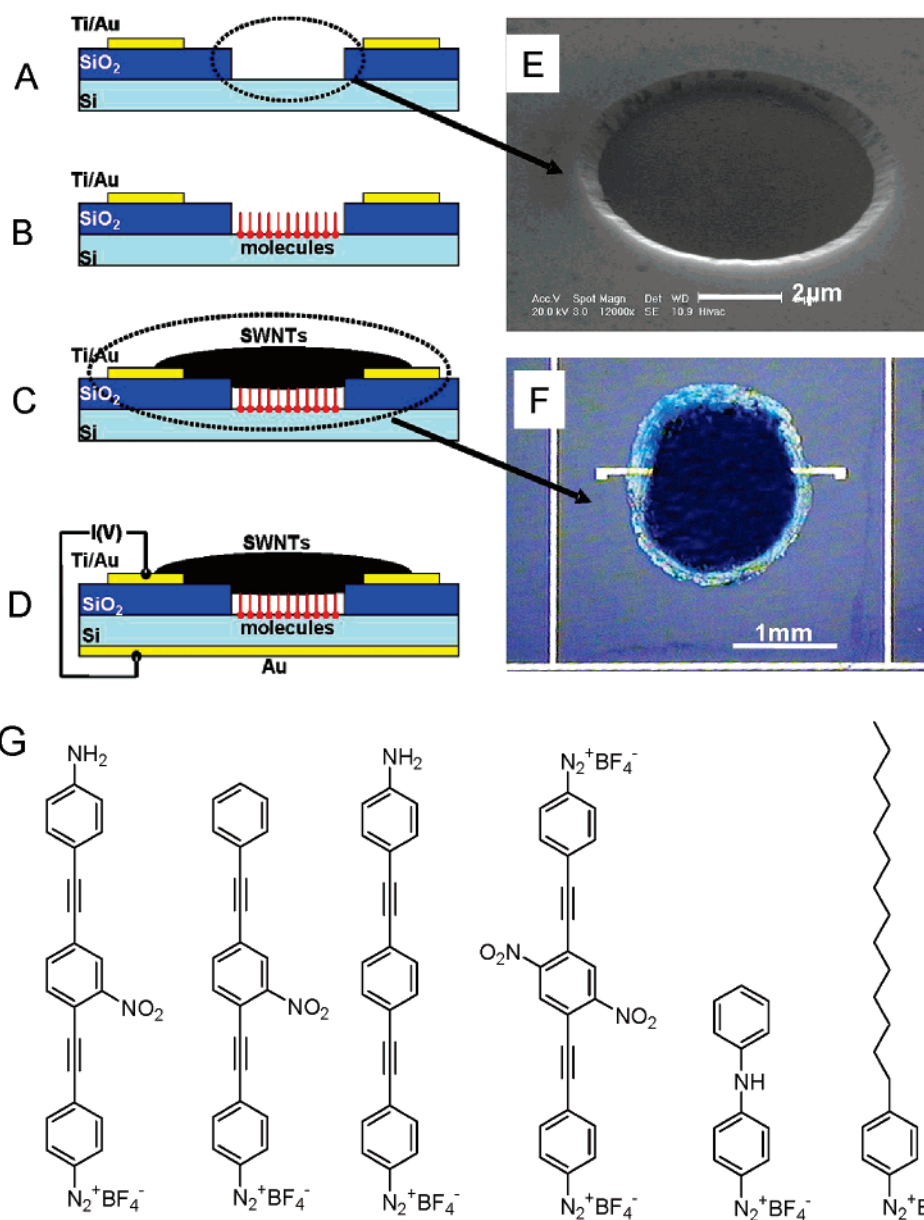 Ti/Au
A
SiO₂
Si
Ti/Au
B
SiO₂
molecules
Si
SWNTs
Ti/Au
C
SiO₂
Si
I(V)
SWNTs
Ti/Au
D
SiO₂
molecules
Si
Au
E
Acc.V Spot Magn Det WD
20.0 kV 3.0 12000x SE 10.9 Hivac
2μm
F
1mm
G
NH₂
NH₂
N₂⁺BF₄⁻
O₂N
NO₂
NO₂
NO₂
NH
N₂⁺BF₄⁻
N₂⁺BF₄⁻
N₂⁺BF₄⁻
N₂⁺BF₄⁻
N₂⁺BF₄⁻
N₂⁺B